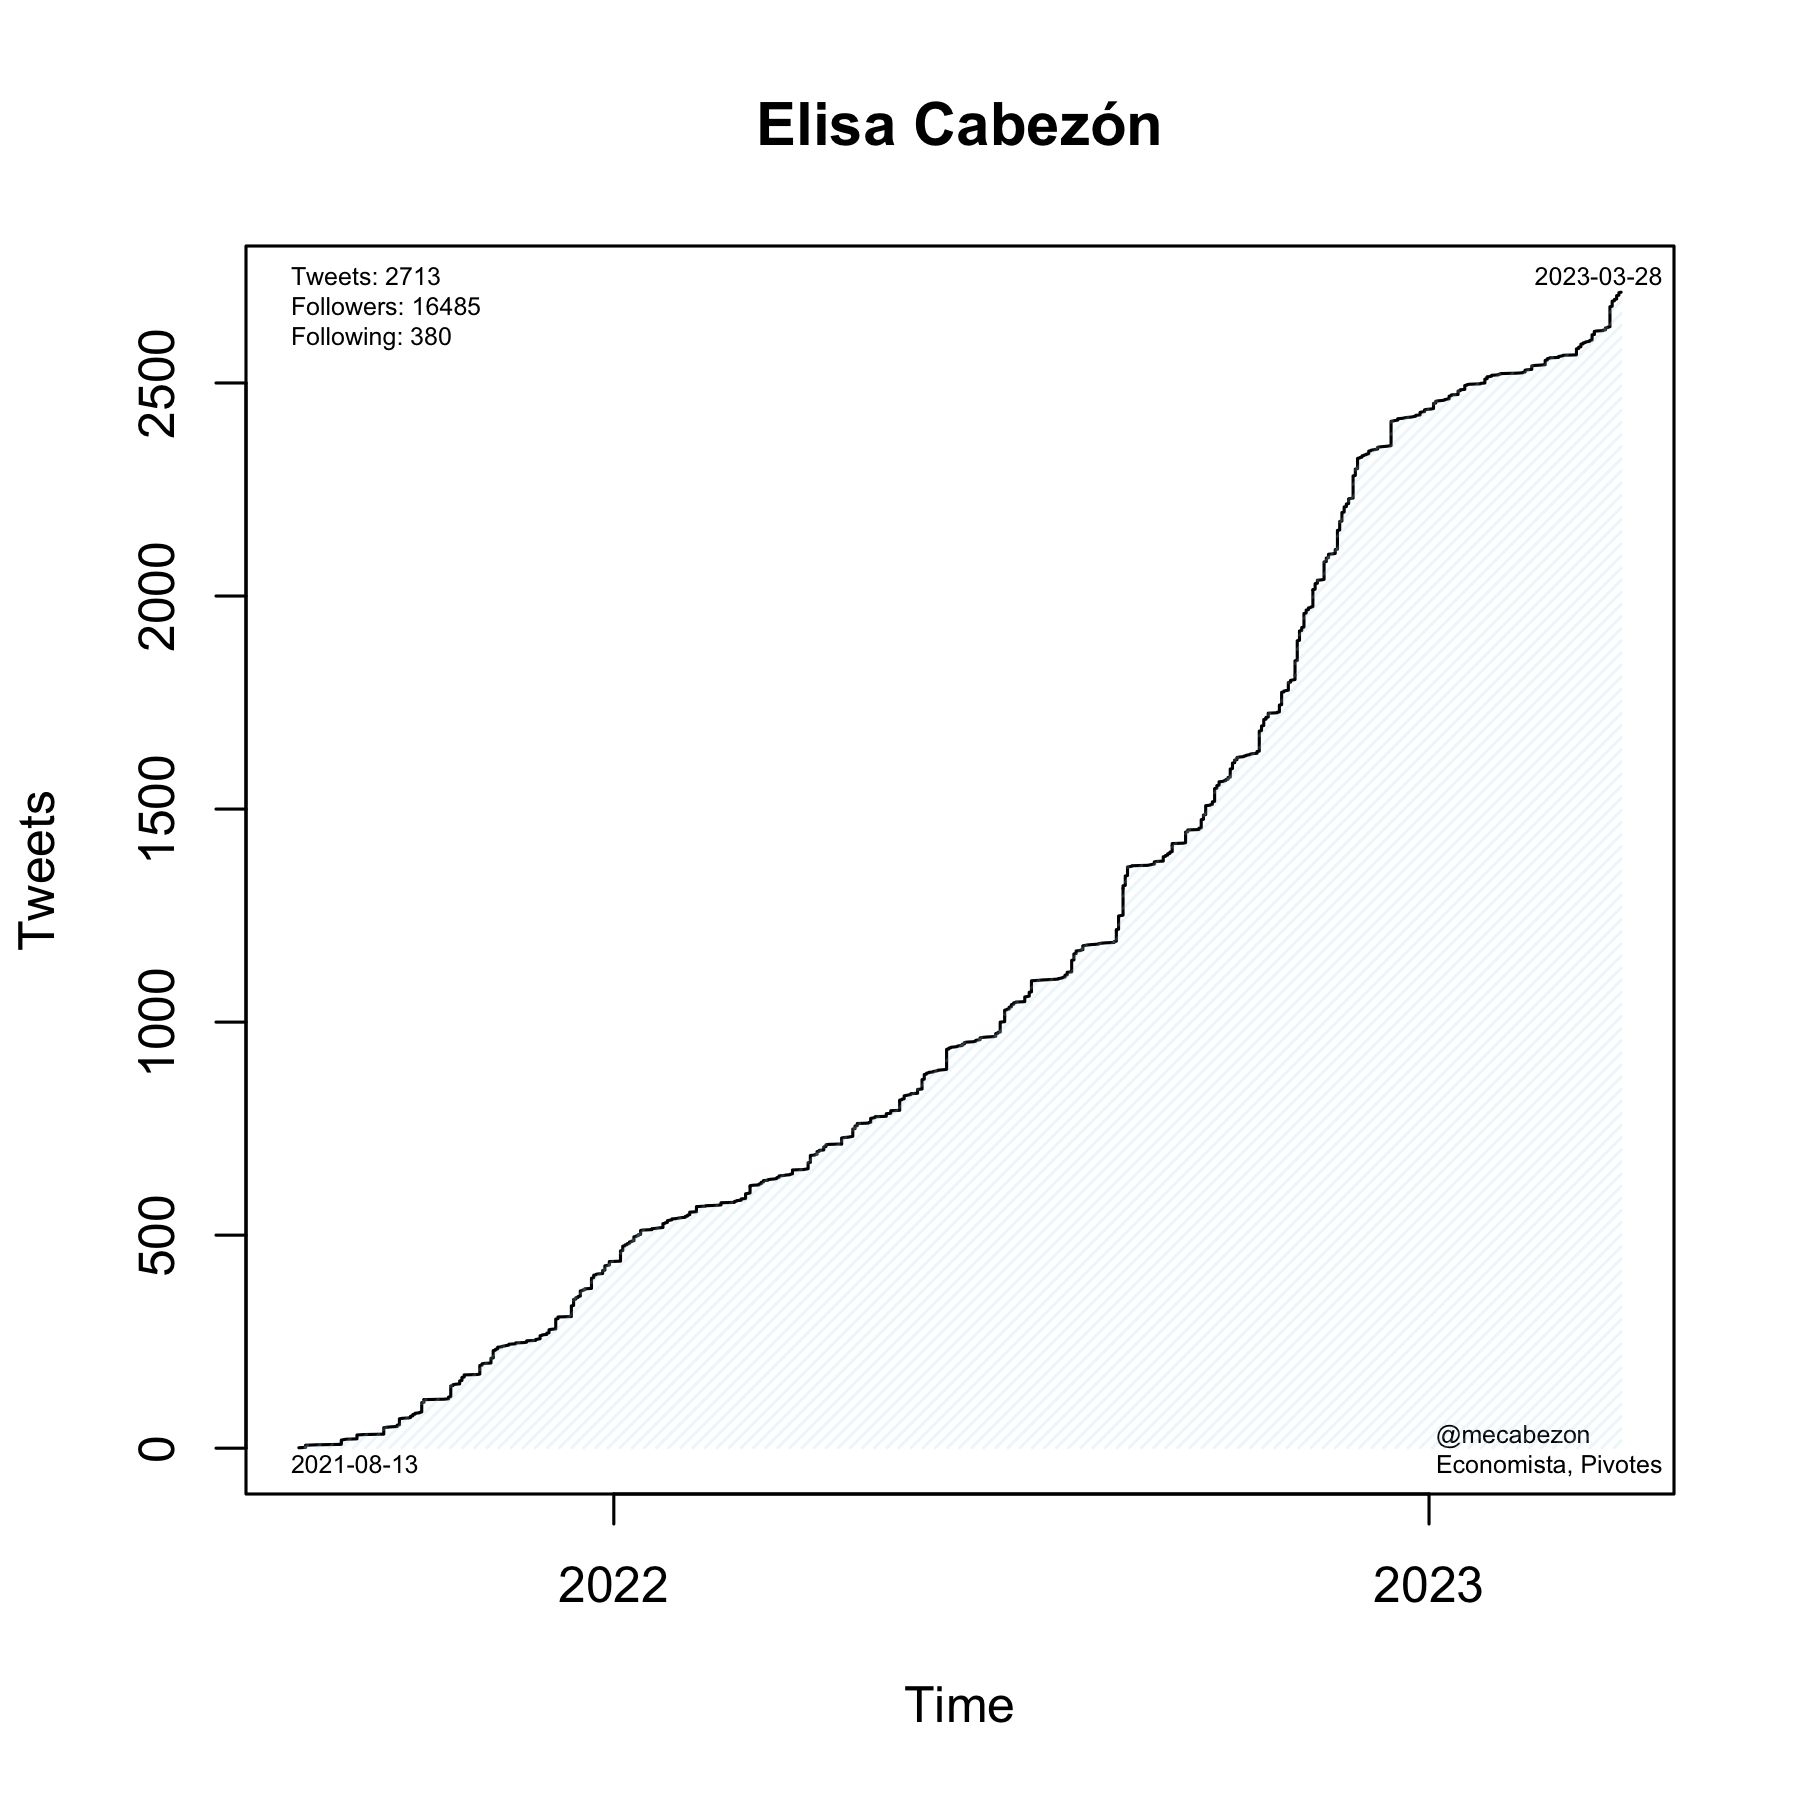 Elisa Cabezón
Tweets: 2713
Followers: 16485
Following: 380
2023-03-28
2500
2000
1500
1000
500
0
Tweets
2021-08-13
@mecabezon
Economista, Pivotes
2022
2023
Time